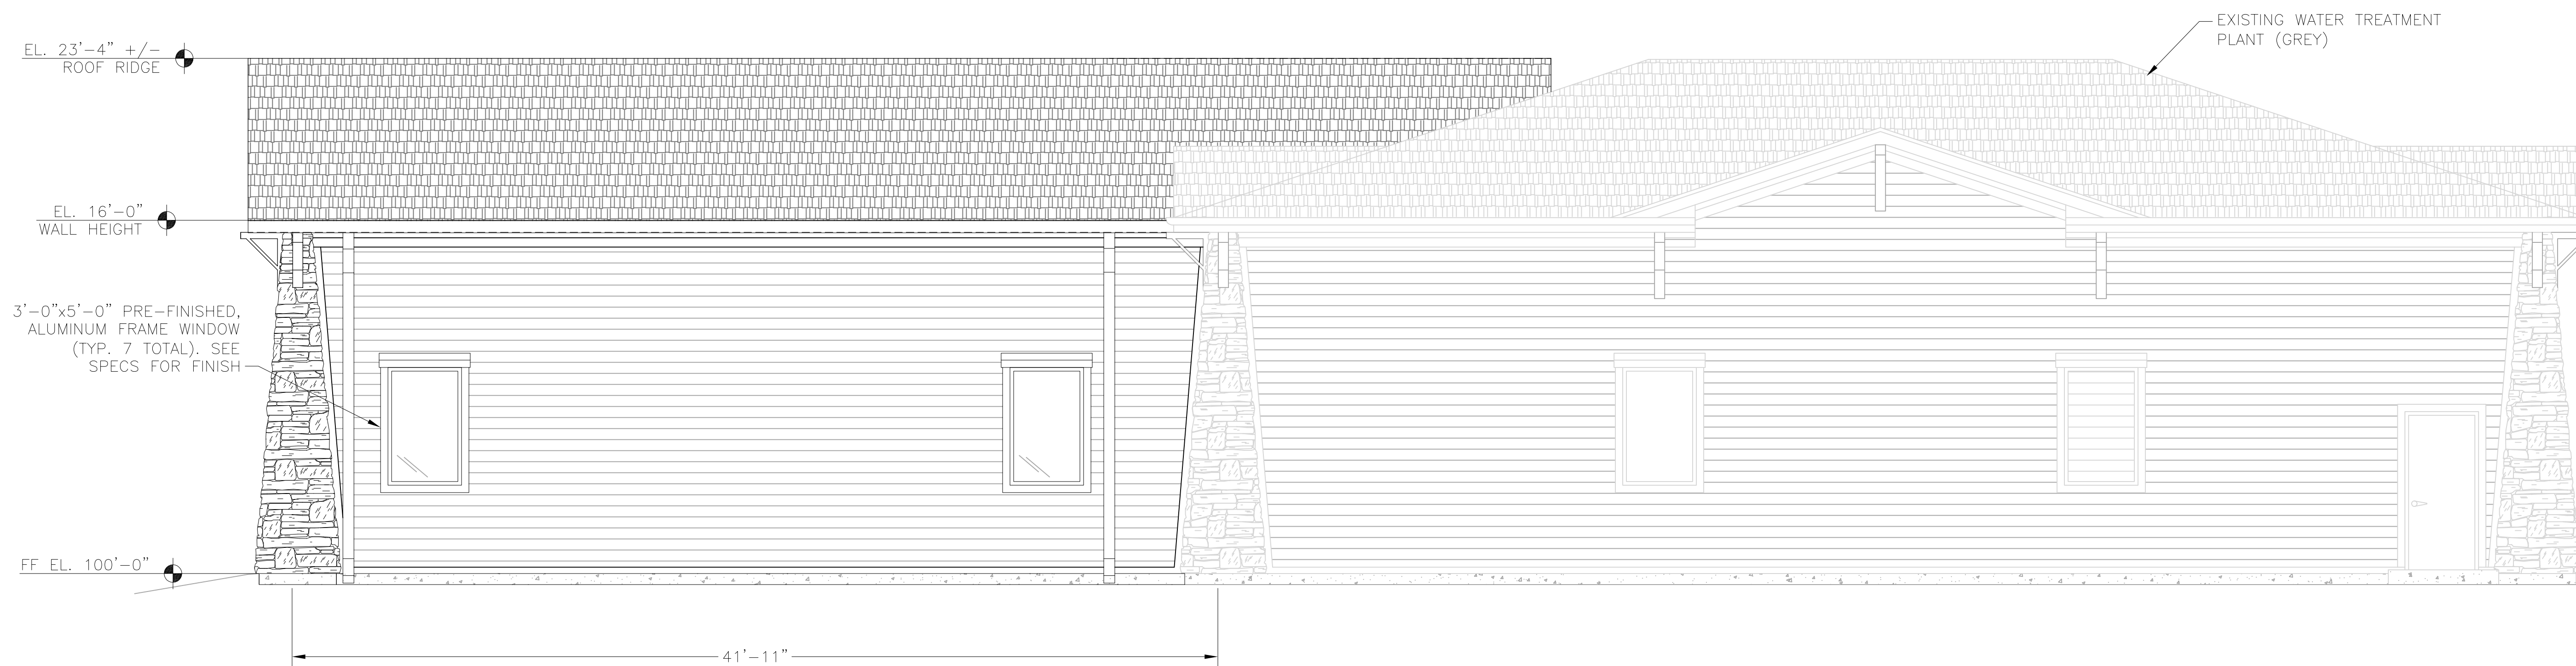 EXISTING WATER TREATMENT
PLANT (GREY)
EL. 23'-4" +/-
ROOF RIDGE
EL. 16'-0"
WALL HEIGHT
3'-0"x5'-0" PRE-FINISHED,
ALUMINUM FRAME WINDOW
(TYP. 7 TOTAL). SEE
SPECS FOR FINISH
FF EL. 100'-0"
41'-11"